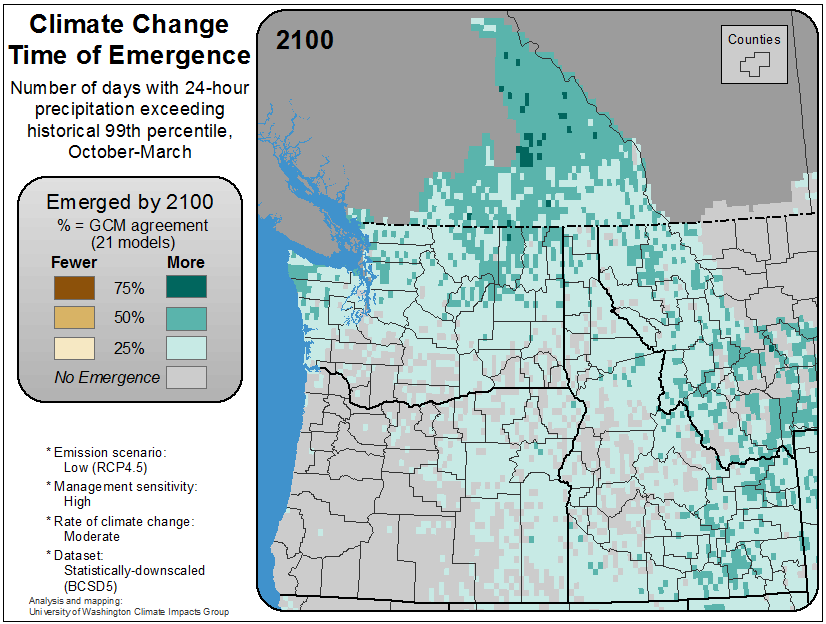 Climate Change
Time of Emergence
Number of days with 24-hour
precipitation exceeding
historical 99th percentile,
October-March
Emerged by 2100
% = GCM agreement
(21 models)
Fewer More
75%
50%
25%
No Emergence
* Emission scenario:
Low (RCP4.5)
* Management sensitivity:
High
* Rate of climate change:
Moderate
* Dataset:
Statistically-downscaled
(BCSD5)
Analysis and mapping:
University of Washington Climate Impacts Group
2100
Counties